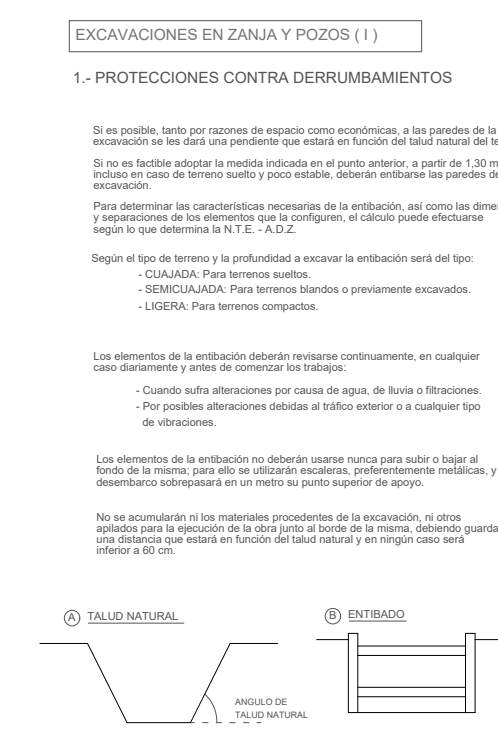 EXCAVACIONES EN ZANJA Y POZOS ( I )
1.- PROTECCIONES CONTRA DERRUMBAMIENTOS
Si es posible, tanto por razones de espacio como económicas, a las paredes de la
excavación se les dará una pendiente que estará en función del talud natural del
Si no es factible adoptar la medida indicada en el punto anterior, a partir de 1,30 m
incluso en caso de terreno suelto y poco estable, deberán entibarse las paredes
excavación.
Para determinar las características necesarias de la entibación, así como las
y separaciones de los elementos que la configuren, el cálculo puede efectuarse
según lo que determina la N.T.E. - A.D.Z.
Según el tipo de terreno y la profundidad a excavar la entibación será del tipo:
- CUAJADA: Para terrenos sueltos.
- SEMICUAJADA: Para terrenos blandos o previamente excavados.
- LIGERA: Para terrenos compactos.
Los elementos de la entibación deberán revisarse continuamente, en cualquier
caso diariamente y antes de comenzar los trabajos:
- Cuando sufra alteraciones por causa de agua, de lluvia o filtraciones.
- Por posibles alteraciones debidas al tráfico exterior o a cualquier tipo
de vibraciones.
Los elementos de la entibación no deberán usarse nunca para subir o bajar al
fondo de la misma; para ello se utilizarán escaleras, preferentemente metálicas, y
desembarco sobrepasará en un metro su punto superior de apoyo.
No se acumularán ni los materiales procedentes de la excavación, ni otros
apilados para la ejecución de la obra junto al borde de la misma, debiendo
una distancia que estará en función del talud natural y en ningún caso será
inferior a 60 cm.
A TALUD NATURAL
B ENTIBADO
ANGULO DE
TALUD NATURAL